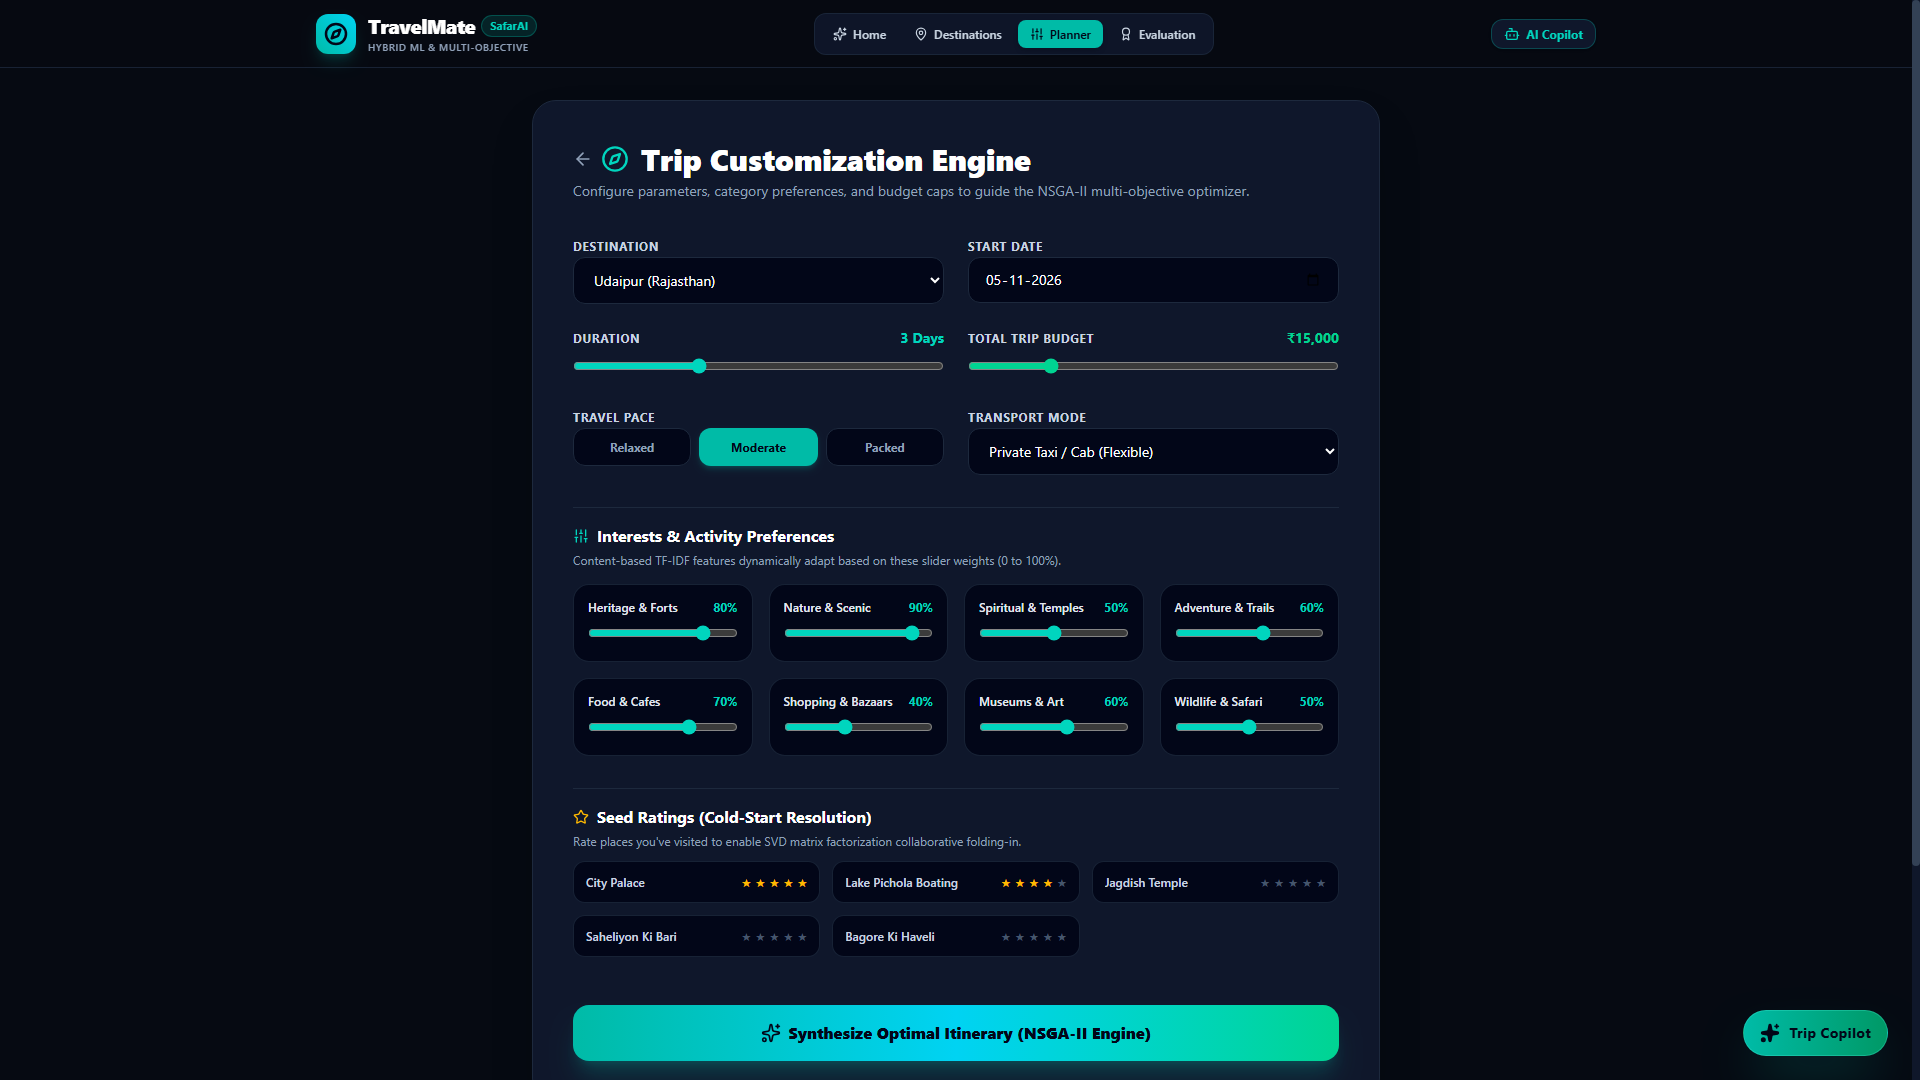 TravelMate SafarAI
HYBRID ML & MULTI-OBJECTIVE
Home Destinations Planner Evaluation
AI Copilot
Trip Customization Engine
Configure parameters, category preferences, and budget caps to guide the NSGA-II multi-objective optimizer.
DESTINATION
Udaipur (Rajasthan)
START DATE
05-11-2026
DURATION 3 Days
TOTAL TRIP BUDGET ₹15,000
TRAVEL PACE
Relaxed Moderate Packed
TRANSPORT MODE
Private Taxi / Cab (Flexible)
Interests & Activity Preferences
Content-based TF-IDF features dynamically adapt based on these slider weights (0 to 100%).
Heritage & Forts 80%
Nature & Scenic 90%
Spiritual & Temples 50%
Adventure & Trails 60%
Food & Cafes 70%
Shopping & Bazaars 40%
Museums & Art 60%
Wildlife & Safari 50%
Seed Ratings (Cold-Start Resolution)
Rate places you've visited to enable SVD matrix factorization collaborative folding-in.
City Palace ★★★★★
Lake Pichola Boating ★★★★★
Jagdish Temple ★★★★★
Saheliyon Ki Bari ★★★★★
Bagore Ki Haveli ★★★★★
Synthesize Optimal Itinerary (NSGA-II Engine)
Trip Copilot